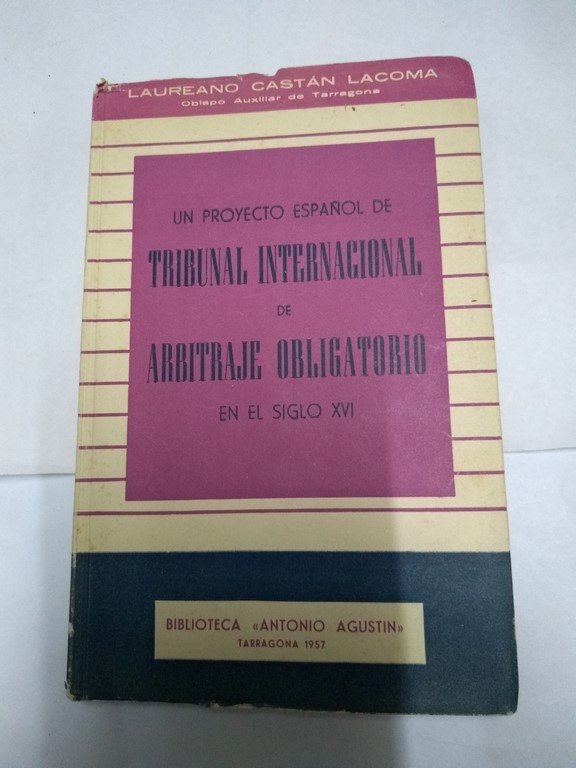 LAUREANO CASTÁN LACOMA
Obispo Auxiliar de Tarragona
UN PROYECTO ESPAÑOL DE
TRIBUNAL INTERNACIONAL
DE
ARBITRAJE OBLIGATORIO
EN EL SIGLO XVI
BIBLIOTECA «ANTONIO AGUSTIN»
TARRAGONA 1957